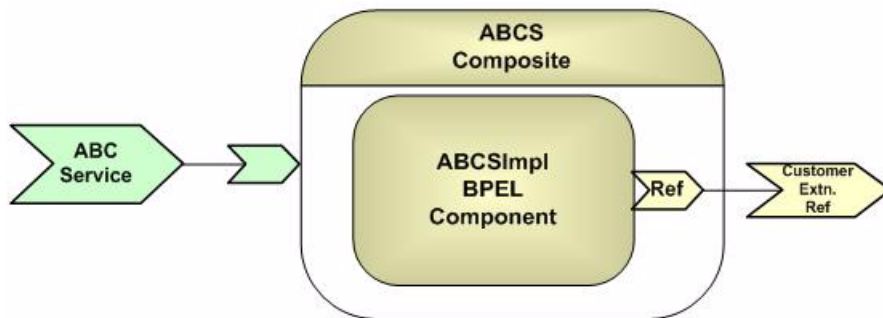 ABCS
Composite
ABC
Service
ABCSImpl
BPEL
Component
Ref
Customer
Extn.
Ref